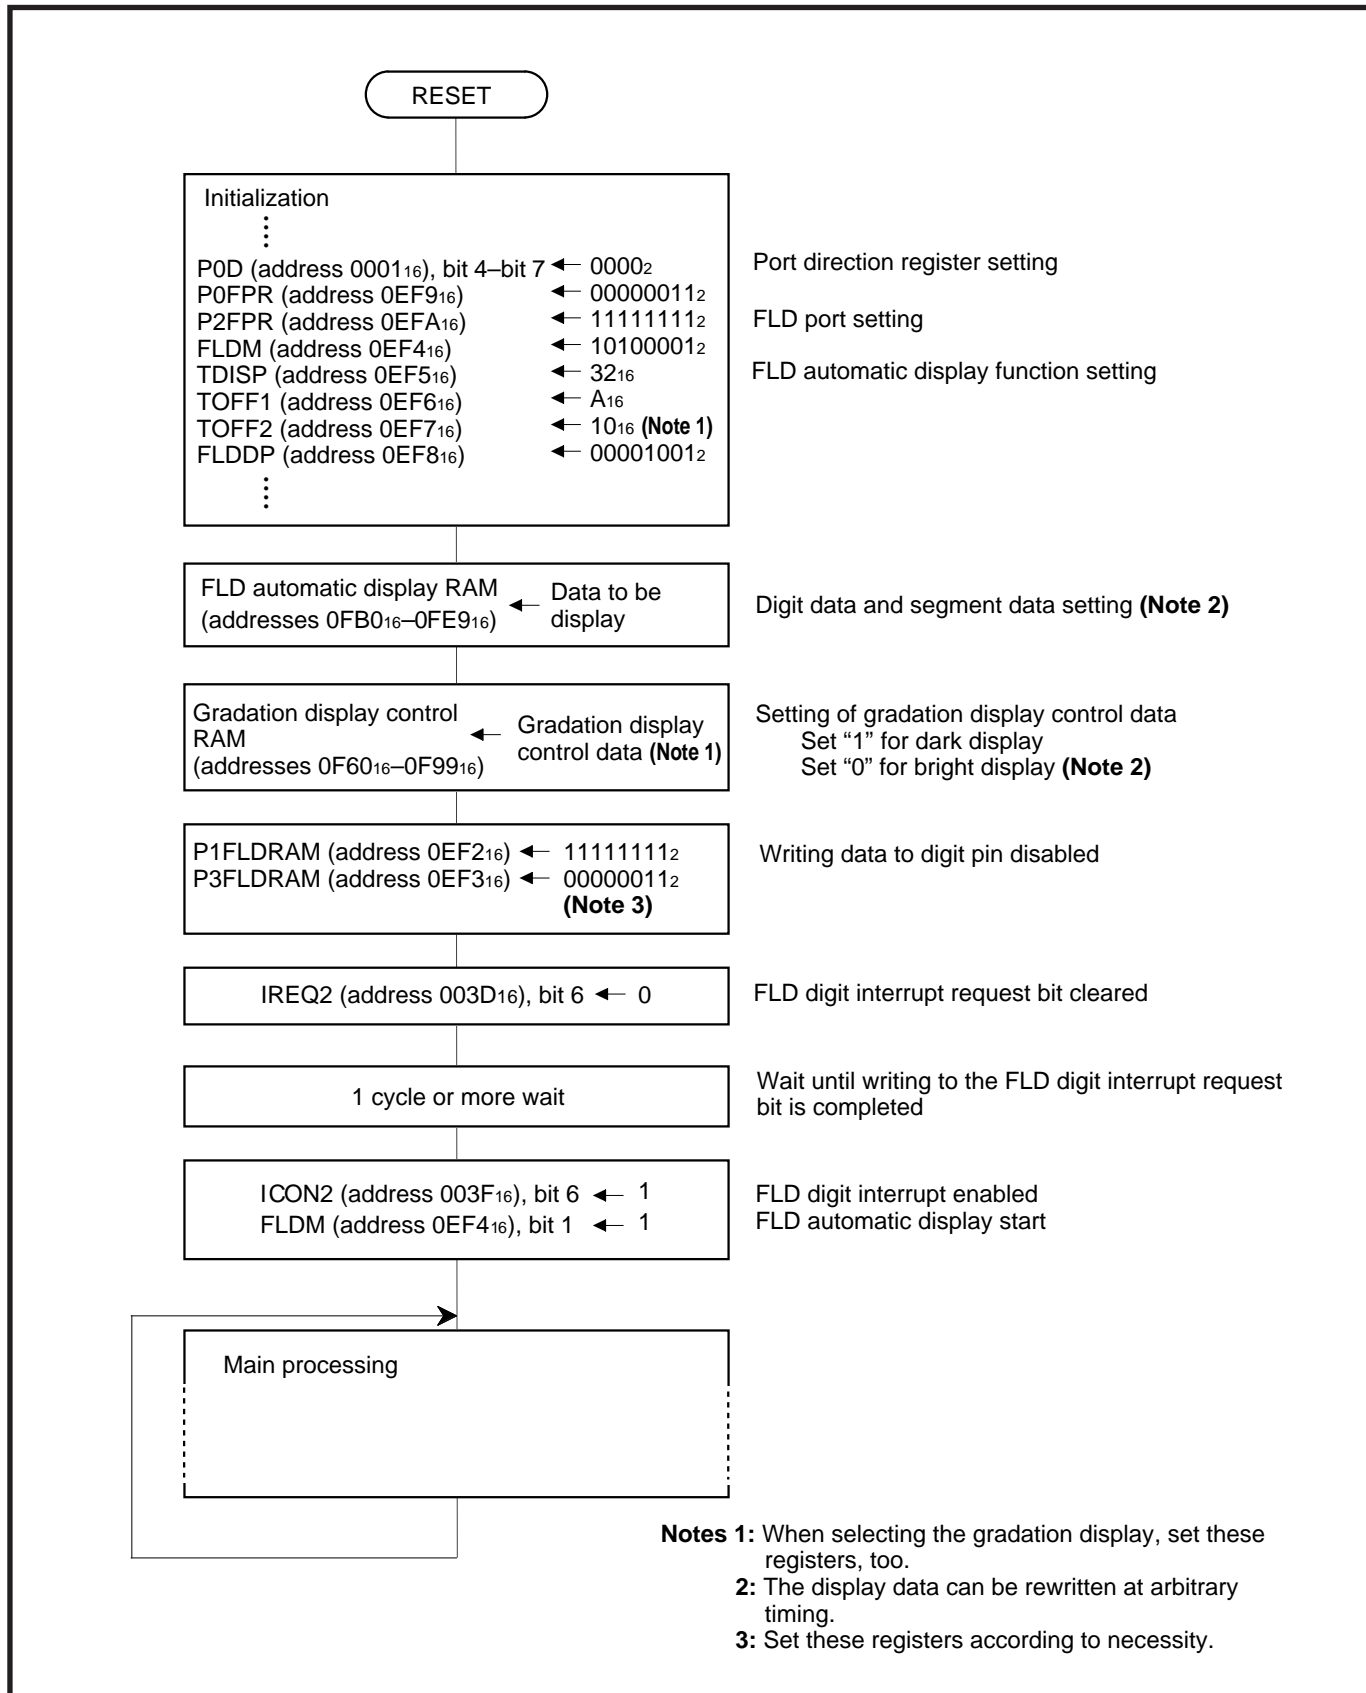 RESET
Initialization
P0D (address 0001₁₆), bit 4–bit 7 ← 0000₂ Port direction register setting
P0FPR (address 0EF9₁₆) ← 00000011₂
P2FPR (address 0EFA₁₆) ← 11111111₂ FLD port setting
FLDM (address 0EF4₁₆) ← 10100001₂
TDISP (address 0EF5₁₆) ← 32₁₆ FLD automatic display function setting
TOFF1 (address 0EF6₁₆) ← A₁₆
TOFF2 (address 0EF7₁₆) ← 10₁₆ (Note 1)
FLDDP (address 0EF8₁₆) ← 00001001₂
FLD automatic display RAM
(addresses 0FB0₁₆–0FE9₁₆)
← Data to be
display
Digit data and segment data setting (Note 2)
Gradation display control
RAM
(addresses 0F60₁₆–0F99₁₆)
← Gradation display
control data (Note 1)
Setting of gradation display control data
Set “1” for dark display
Set “0” for bright display (Note 2)
P1FLDRAM (address 0EF2₁₆) ← 11111111₂ Writing data to digit pin disabled
P3FLDRAM (address 0EF3₁₆) ← 00000011₂
(Note 3)
IREQ2 (address 003D₁₆), bit 6 ← 0 FLD digit interrupt request bit cleared
1 cycle or more wait
Wait until writing to the FLD digit interrupt request
bit is completed
ICON2 (address 003F₁₆), bit 6 ← 1 FLD digit interrupt enabled
FLDM (address 0EF4₁₆), bit 1 ← 1 FLD automatic display start
Main processing
Notes 1: When selecting the gradation display, set these
registers, too.
2: The display data can be rewritten at arbitrary
timing.
3: Set these registers according to necessity.